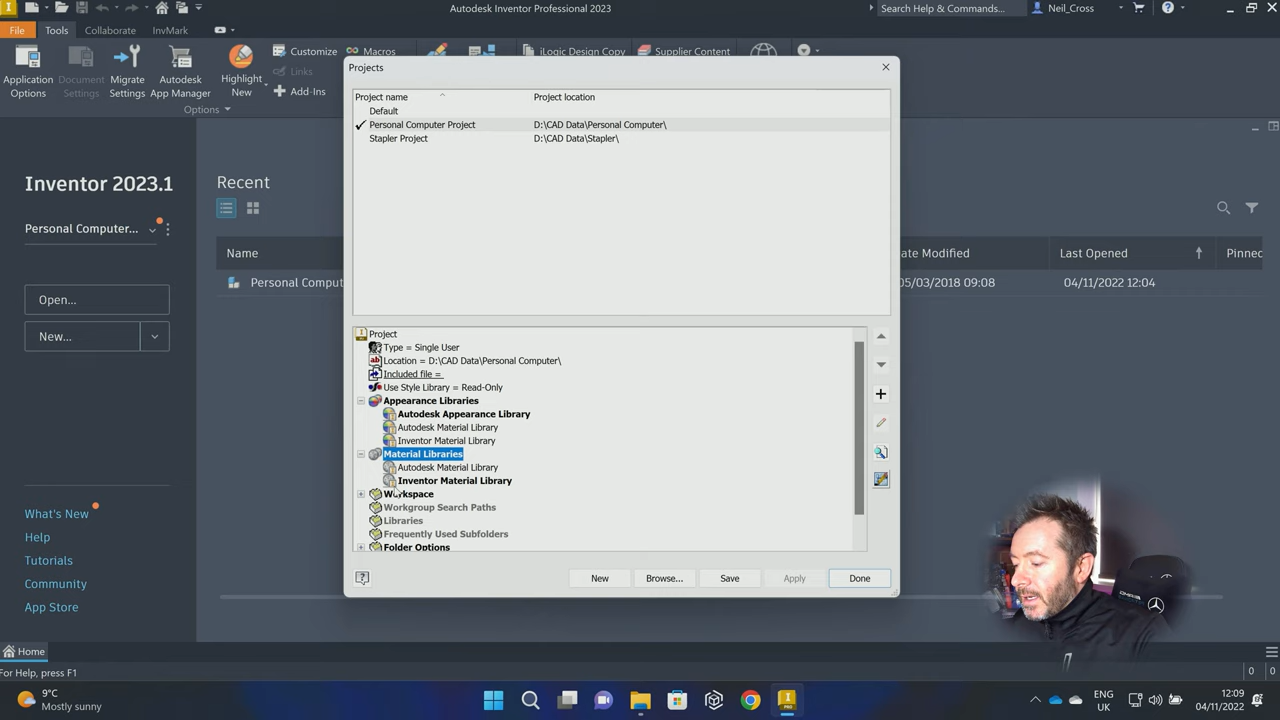 Autodesk Inventor Professional 2023
Search Help & Commands...
Neil_Cross
File
Tools
Collaborate
InvMark
Application Options
Document Settings
Migrate Settings
Autodesk App Manager
Highlight New
Customize
Links
Add-Ins
Macros
iLogic Design Copy
Supplier Content
Options
Projects
Project name
Project location
Default
Personal Computer Project
D:\CAD Data\Personal Computer\
Stapler Project
D:\CAD Data\Stapler\
Inventor 2023.1
Personal Computer...
Open...
New...
Recent
Name
ate Modified
Last Opened
Pinned
Personal Comput
05/03/2018 09:08
04/11/2022 12:04
Project
Type = Single User
Location = D:\CAD Data\Personal Computer\
Included file =
Use Style Library = Read-Only
Appearance Libraries
Autodesk Appearance Library
Autodesk Material Library
Inventor Material Library
Material Libraries
Autodesk Material Library
Inventor Material Library
Workspace
Workgroup Search Paths
Libraries
Frequently Used Subfolders
Folder Options
New
Browse...
Save
Apply
Done
What's New
Help
Tutorials
Community
App Store
Home
For Help, press F1
0
0
9°C
Mostly sunny
ENG
UK
12:09
04/11/2022